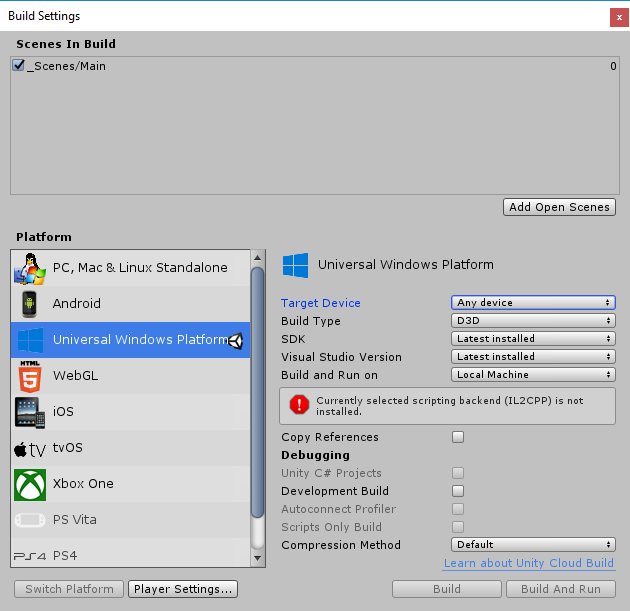 Build Settings
x
Scenes In Build
_Scenes/Main 0
Add Open Scenes
Platform
PC, Mac & Linux Standalone
Android
Universal Windows Platform
HTML
5
WebGL
iOS
tv
tvOS
Xbox One
PS Vita
PS4
PS4
Switch Platform
Player Settings...
Universal Windows Platform
Target Device Any device
Build Type D3D
SDK Latest installed
Visual Studio Version Latest installed
Build and Run on Local Machine
Currently selected scripting backend (IL2CPP) is not
installed.
Copy References
Debugging
Unity C# Projects
Development Build
Autoconnect Profiler
Scripts Only Build
Compression Method Default
Learn about Unity Cloud Build
Build
Build And Run